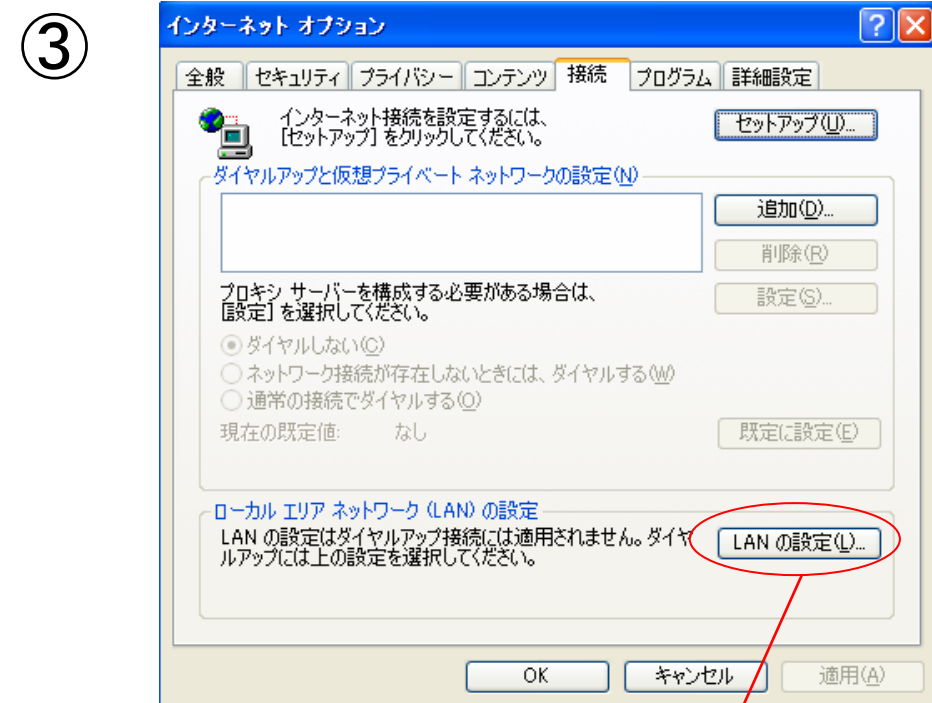 ③
インターネット オプション
全般 セキュリティ プライバシー コンテンツ 接続 プログラム 詳細設定
インターネット接続を設定するには、
[セットアップ] をクリックしてください。
セットアップ(U)...
ダイヤルアップと仮想プライベート ネットワークの設定(N)
追加(D)...
削除(R)
プロキシ サーバーを構成する必要がある場合は、
[設定] を選択してください。
設定(S)...
ダイヤルしない(C)
ネットワーク接続が存在しないときには、ダイヤルする(W)
通常の接続でダイヤルする(O)
現在の既定値: なし
既定に設定(E)
ローカル エリア ネットワーク (LAN) の設定
LAN の設定はダイヤルアップ接続には適用されません。ダイヤ
ルアップには上の設定を選択してください。
LAN の設定(L)...
OK キャンセル 適用(A)